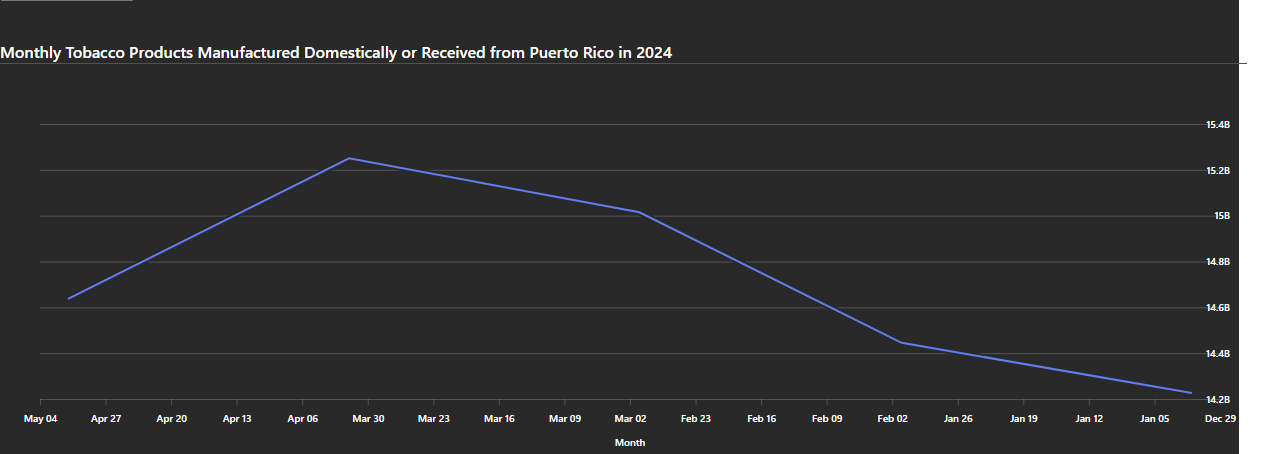 Monthly Tobacco Products Manufactured Domestically or Received from Puerto Rico in 2024
15.4B
15.2B
15B
14.8B
14.6B
14.4B
14.2B
May 04 Apr 27 Apr 20 Apr 13 Apr 06 Mar 30 Mar 23 Mar 16 Mar 09 Mar 02 Feb 23 Feb 16 Feb 09 Feb 02 Jan 26 Jan 19 Jan 12 Jan 05 Dec 29
Month